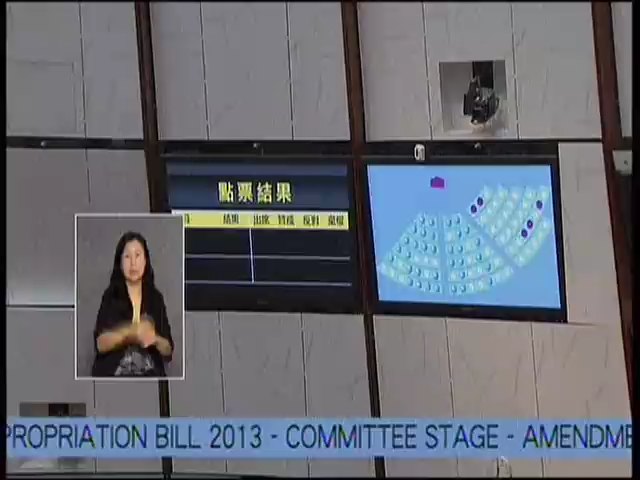 點票結果
結果 出席 贊成 反對 棄權
PROPRIATION BILL 2013 - COMMITTEE STAGE - AMENDME